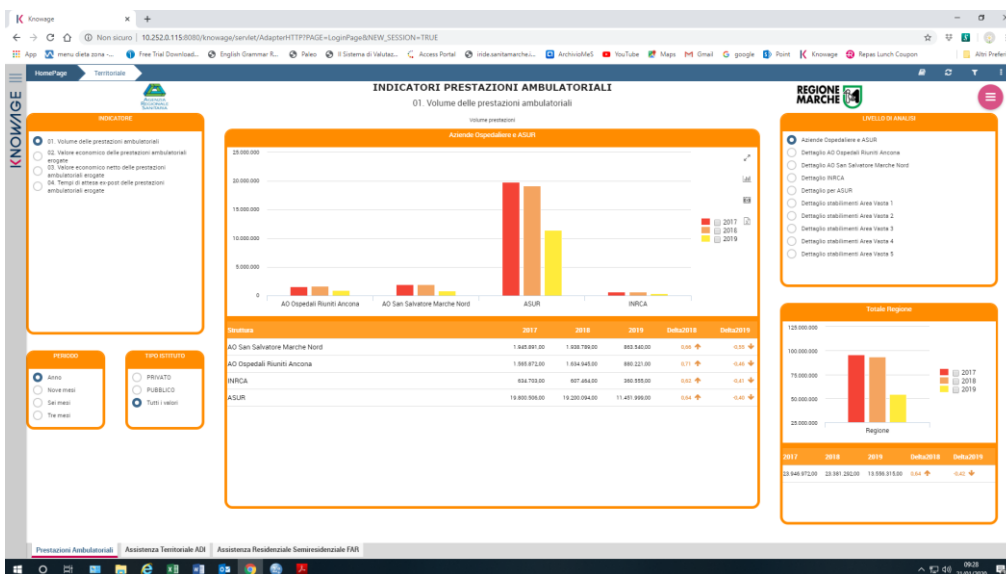 Knowage
Non sicuro | 10.252.0.115:8080/knowage/servlet/AdapterHTTP?PAGE=LoginPage&NEW_SESSION=TRUE
App menu dieta zona -... Free Trial Download... English Grammar R... Paleo Il Sistema di Valutaz... Access Portal iride.sanitamarche.i... ArchivioMeS YouTube Maps Gmail google Point Knowage Repas Lunch Coupon Altri Prefer
HomePage Territoriale
KNOWAGE
INDICATORI PRESTAZIONI AMBULATORIALI
01. Volume delle prestazioni ambulatoriali
REGIONE
MARCHE
INDICATORE
01. Volume delle prestazioni ambulatoriali
02. Valore economico delle prestazioni ambulatoriali
erogate
03. Valore economico netto delle prestazioni
ambulatoriali erogate
04. Tempi di attesa ex-post delle prestazioni
ambulatoriali erogate
PERIODO
Anno
Nove mesi
Sei mesi
Tre mesi
TIPO ISTITUTO
PRIVATO
PUBBLICO
Tutti i valori
Volume prestazioni
Aziende Ospedaliere e ASUR
25.000.000
20.000.000
15.000.000
10.000.000
5.000.000
0
AO Ospedali Riuniti Ancona AO San Salvatore Marche Nord ASUR INRCA
2017
2018
2019
Struttura 2017 2018 2019 Delta2018 Delta2019
AO San Salvatore Marche Nord
AO Ospedali Riuniti Ancona
INRCA
ASUR
LIVELLO DI ANALISI
Aziende Ospedaliere e ASUR
Dettaglio AO Ospedali Riuniti Ancona
Dettaglio AO San Salvatore Marche Nord
Dettaglio INRCA
Dettaglio per ASUR
Dettaglio stabilimenti Area Vasta 1
Dettaglio stabilimenti Area Vasta 2
Dettaglio stabilimenti Area Vasta 3
Dettaglio stabilimenti Area Vasta 4
Dettaglio stabilimenti Area Vasta 5
Totale Regione
125.000.000
100.000.000
75.000.000
50.000.000
25.000.000
Regione
2017
2018
2019
2017 2018 2019 Delta2018 Delta2019
Prestazioni Ambulatoriali Assistenza Territoriale ADI Assistenza Residenziale Semiresidenziale FAR
09:28